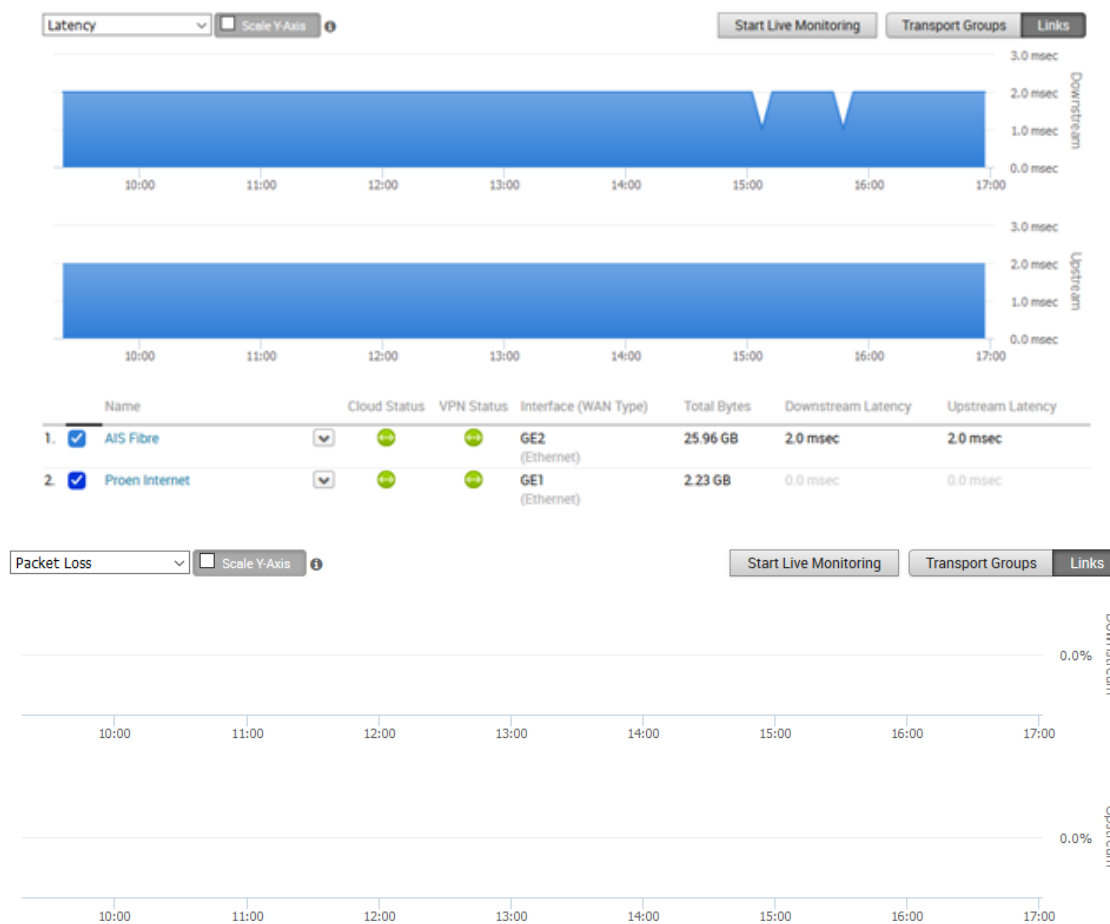 Latency Scale Y-Axis Start Live Monitoring Transport Groups Links
3.0 msec
2.0 msec
1.0 msec
0.0 msec
Downstream
10:00 11:00 12:00 13:00 14:00 15:00 16:00 17:00
3.0 msec
2.0 msec
1.0 msec
0.0 msec
Upstream
10:00 11:00 12:00 13:00 14:00 15:00 16:00 17:00
Name Cloud Status VPN Status Interface (WAN Type) Total Bytes Downstream Latency Upstream Latency
1. AIS Fibre GE2 25.96 GB 2.0 msec 2.0 msec
(Ethernet)
2. Proen Internet GE1 2.23 GB 0.0 msec 0.0 msec
(Ethernet)
Packet Loss Scale Y-Axis Start Live Monitoring Transport Groups Links
0.0%
Downstream
10:00 11:00 12:00 13:00 14:00 15:00 16:00 17:00
0.0%
Upstream
10:00 11:00 12:00 13:00 14:00 15:00 16:00 17:00